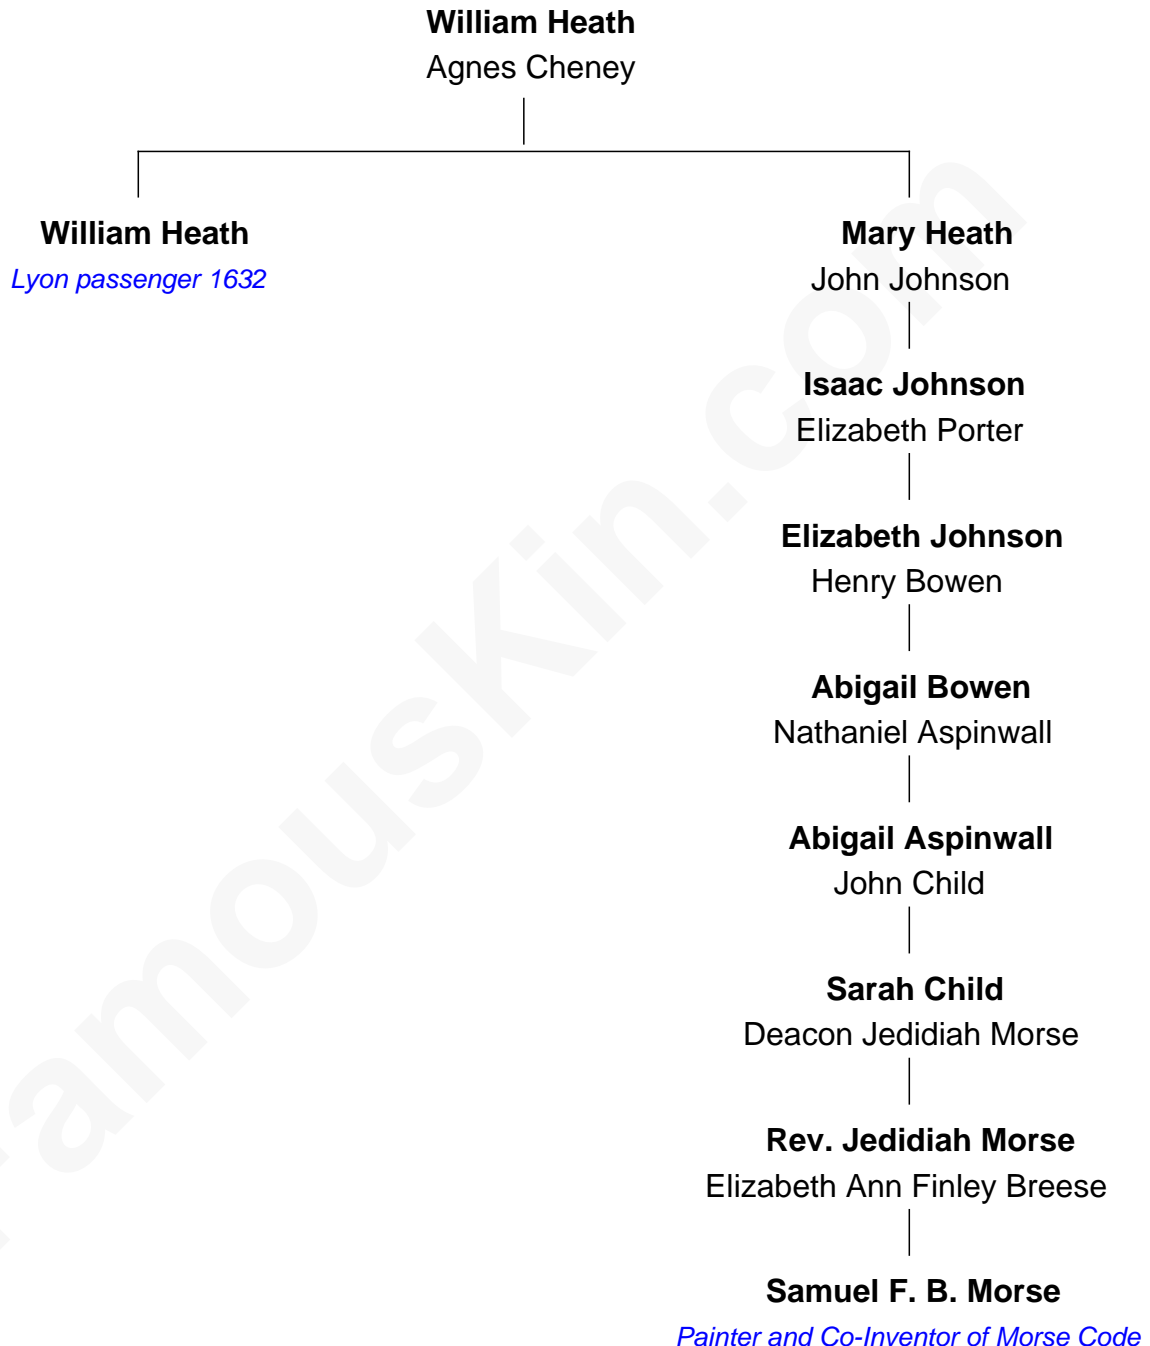 William Heath
Agnes Cheney
William Heath
Lyon passenger 1632
Mary Heath
John Johnson
Isaac Johnson
Elizabeth Porter
Elizabeth Johnson
Henry Bowen
Abigail Bowen
Nathaniel Aspinwall
Abigail Aspinwall
John Child
Sarah Child
Deacon Jedidiah Morse
Rev. Jedidiah Morse
Elizabeth Ann Finley Breese
Samuel F. B. Morse
Painter and Co-Inventor of Morse Code
FamousKin.com